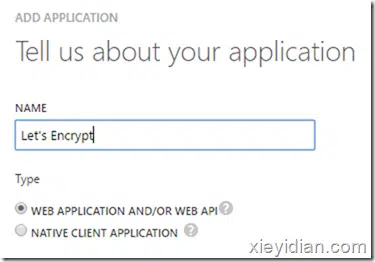 ADD APPLICATION
Tell us about your application
NAME
Let's Encrypt
Type
WEB APPLICATION AND/OR WEB API ?
NATIVE CLIENT APPLICATION ?
xieyidian.com